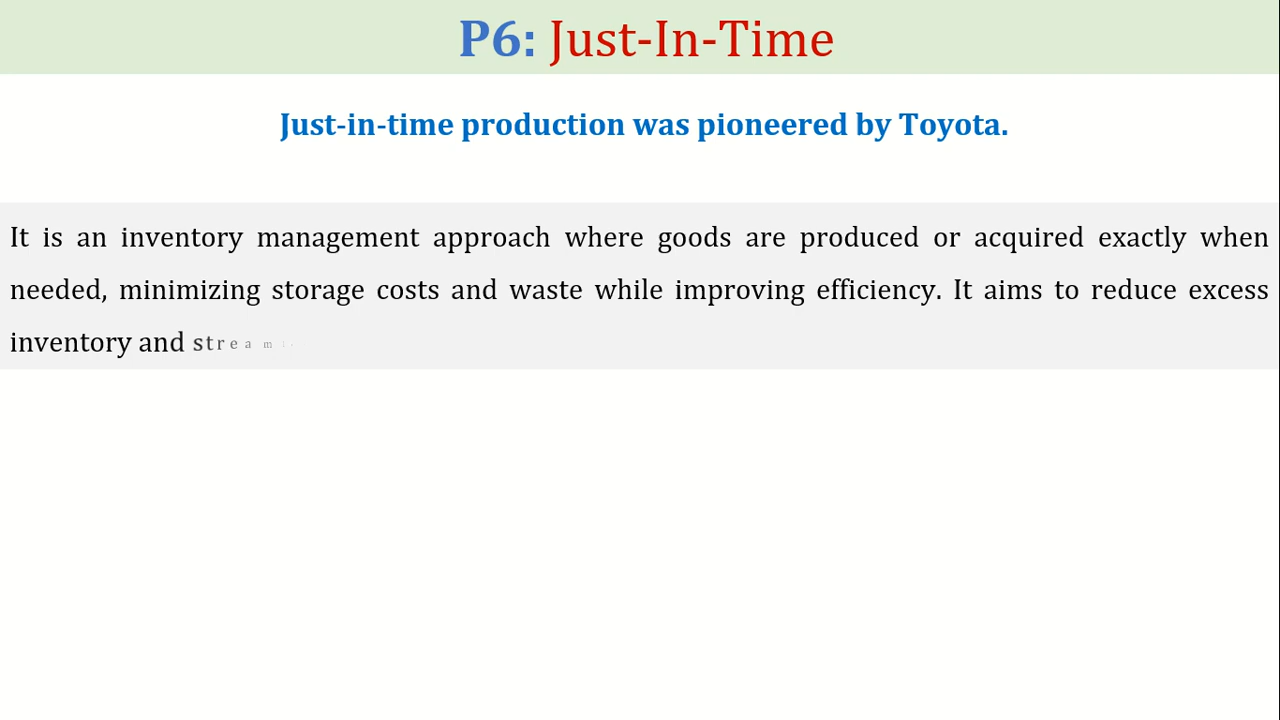 P6: Just-In-Time
Just-in-time production was pioneered by Toyota.
It is an inventory management approach where goods are produced or acquired exactly when
needed, minimizing storage costs and waste while improving efficiency. It aims to reduce excess
inventory and